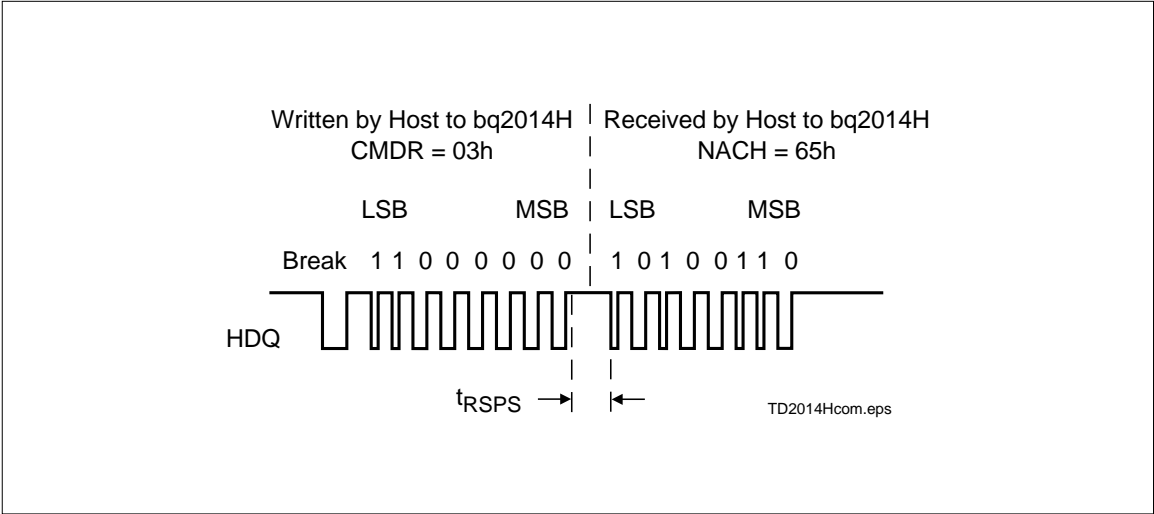 Written by Host to bq2014H Received by Host to bq2014H
CMDR = 03h NACH = 65h
LSB MSB LSB MSB
Break 1 1 0 0 0 0 0 0 1 0 1 0 0 1 1 0
HDQ
tRSPS
TD2014Hcom.eps